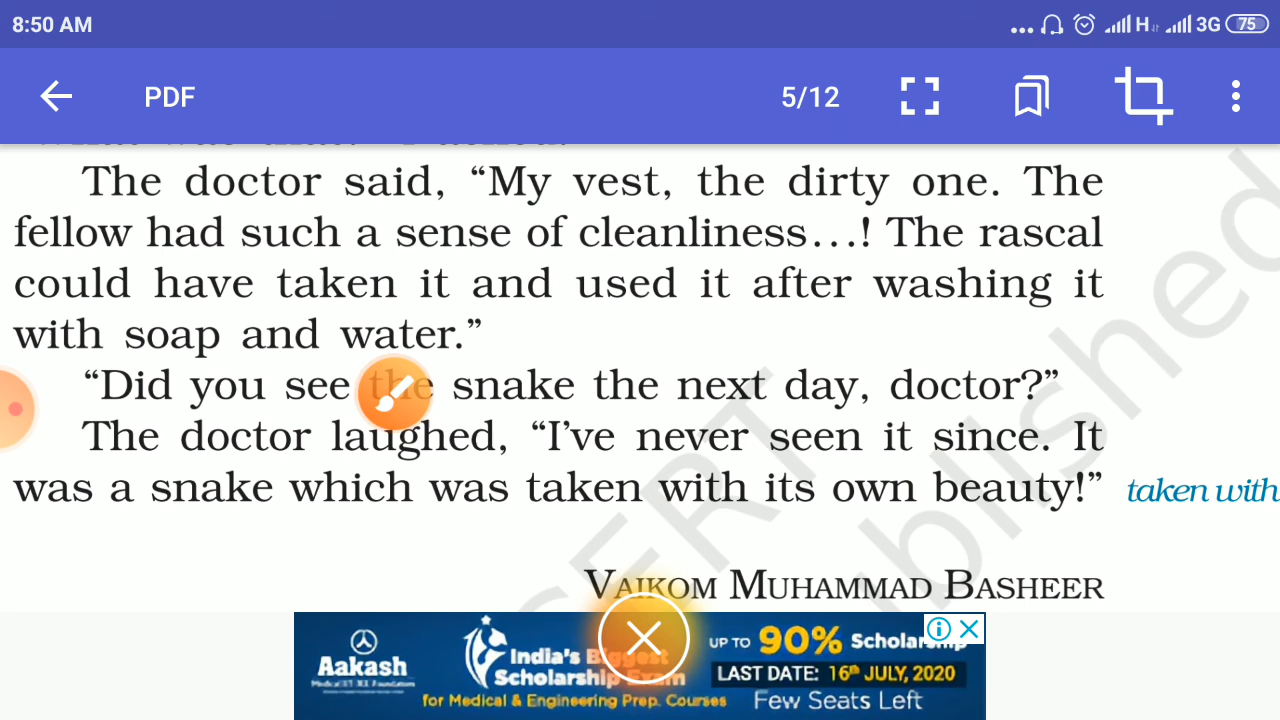 8:50 AM
H 3G 75
PDF
5/12
The doctor said, “My vest, the dirty one. The
fellow had such a sense of cleanliness...! The rascal
could have taken it and used it after washing it
with soap and water.”
“Did you see the snake the next day, doctor?”
The doctor laughed, “I’ve never seen it since. It
was a snake which was taken with its own beauty!”
taken with
VAIKOM MUHAMMAD BASHEER
Aakash
India's Biggest
Scholarship Exam
for Medical & Engineering Prep. Courses
UP TO 90% Scholarship
LAST DATE: 16th JULY, 2020
Few Seats Left